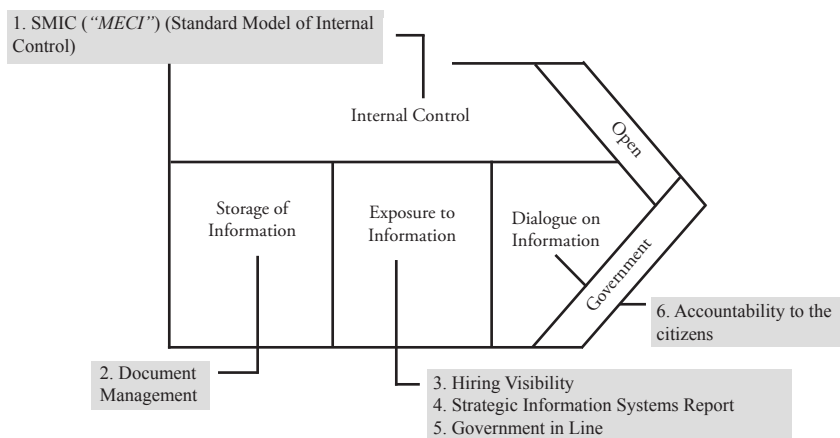 1. SMIC (“MECI”) (Standard Model of Internal
Control)
Internal Control
Open
Storage of
Information
Exposure to
Information
Dialogue on
Information
Government
6. Accountability to the
citizens
2. Document
Management
3. Hiring Visibility
4. Strategic Information Systems Report
5. Government in Line